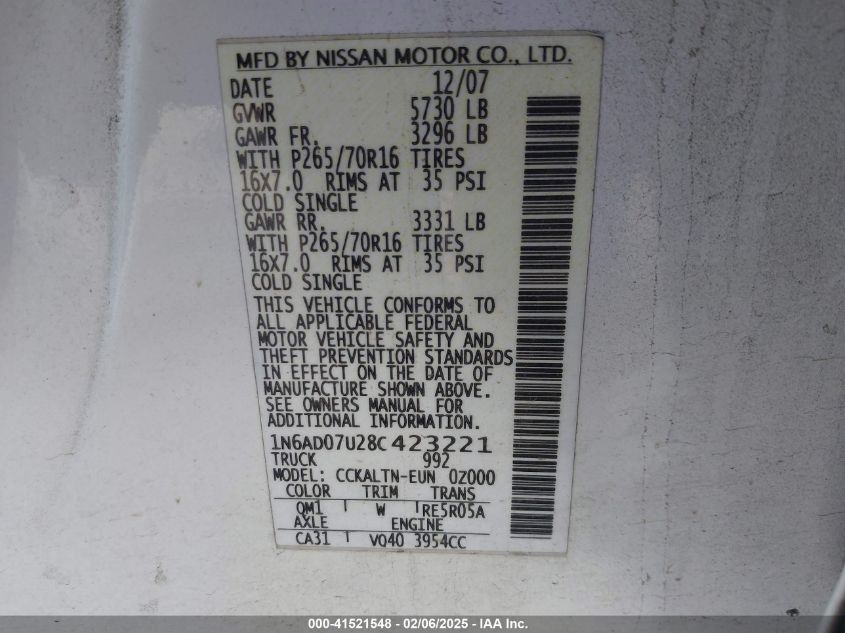 MFD BY NISSAN MOTOR CO., LTD.
DATE 12/07
GVWR 5730 LB
GAWR FR. 3296 LB
WITH P265/70R16 TIRES
16X7.0 RIMS AT 35 PSI
COLD SINGLE
GAWR RR. 3331 LB
WITH P265/70R16 TIRES
16X7.0 RIMS AT 35 PSI
COLD SINGLE
THIS VEHICLE CONFORMS TO
ALL APPLICABLE FEDERAL
MOTOR VEHICLE SAFETY AND
THEFT PREVENTION STANDARDS
IN EFFECT ON THE DATE OF
MANUFACTURE SHOWN ABOVE.
SEE OWNERS MANUAL FOR
ADDITIONAL INFORMATION.
1N6AD07U28C423221
TRUCK 992
MODEL: CCKALTN-EUN 0Z000
COLOR TRIM TRANS
QM1 W RE5R05A
AXLE ENGINE
CA31 VQ40 3954CC
000-41521548 — 02/06/2025 — IAA Inc.